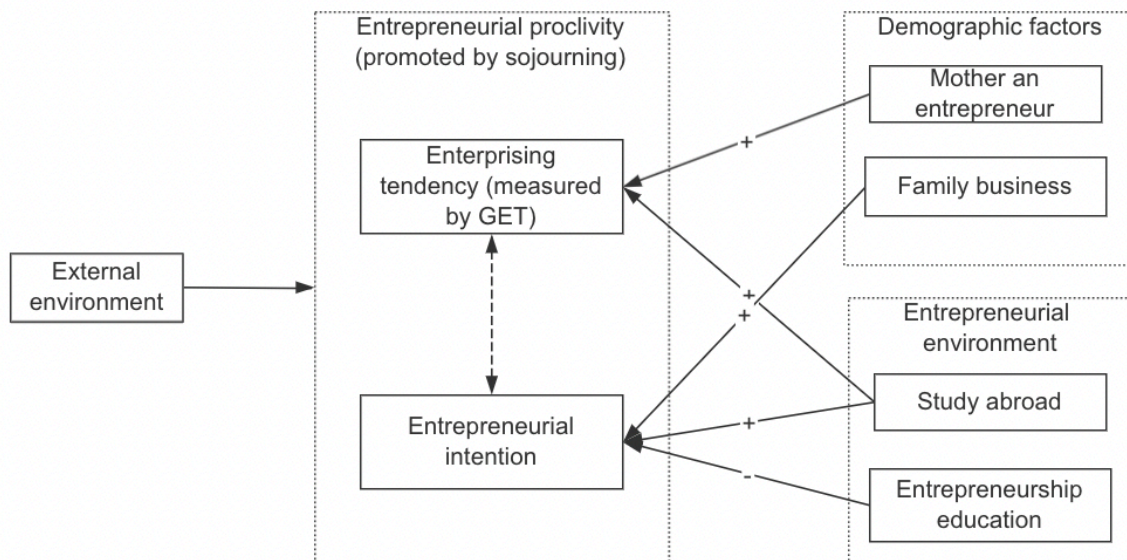 Entrepreneurial proclivity
(promoted by sojourning)
Demographic factors
Mother an
entrepreneur
+
Enterprising
tendency (measured
by GET)
Family business
External
environment
+
+
Entrepreneurial
environment
Study abroad
+
Entrepreneurial
intention
-
Entrepreneurship
education